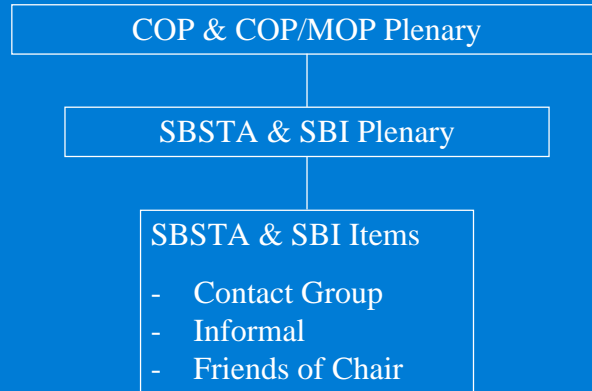 COP & COP/MOP Plenary
SBSTA & SBI Plenary
SBSTA & SBI Items
- Contact Group
- Informal
- Friends of Chair